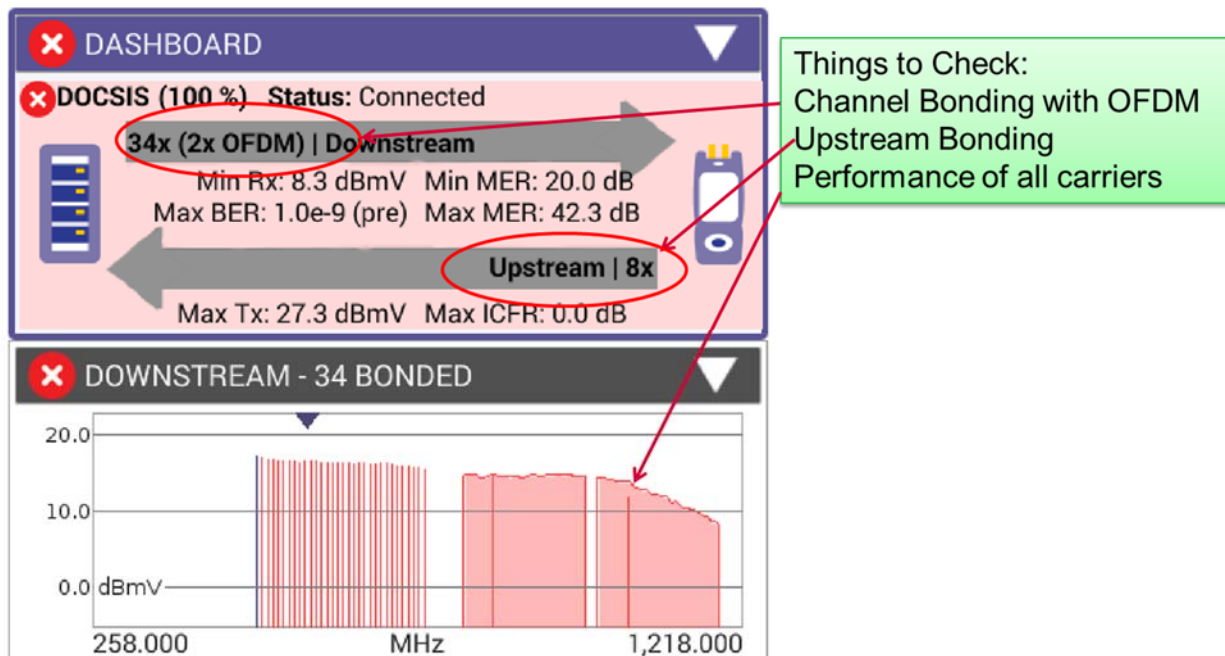 DASHBOARD
DOCSIS (100 %) Status: Connected
34x (2x OFDM) | Downstream
Min Rx: 8.3 dBmV Min MER: 20.0 dB
Max BER: 1.0e-9 (pre) Max MER: 42.3 dB
Upstream | 8x
Max Tx: 27.3 dBmV Max ICFR: 0.0 dB
Things to Check:
Channel Bonding with OFDM
Upstream Bonding
Performance of all carriers
DOWNSTREAM - 34 BONDED
20.0
10.0
0.0 dBmV
258.000 MHz 1,218.000